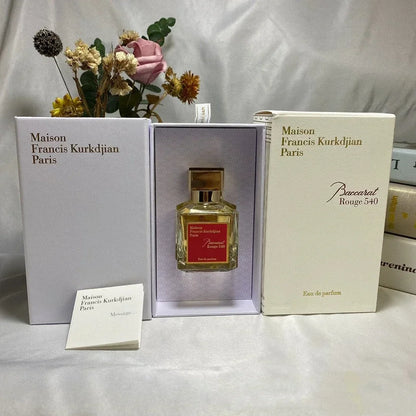 Maison
Francis Kurkdjian
Paris
Maison
Francis Kurkdjian
Paris
Baccarat
Rouge 540
Eau de parfum
Maison
Francis Kurkdjian
Paris
Baccarat
Rouge 540
Eau de parfum
Maison
Francis Kurkdjian
Paris